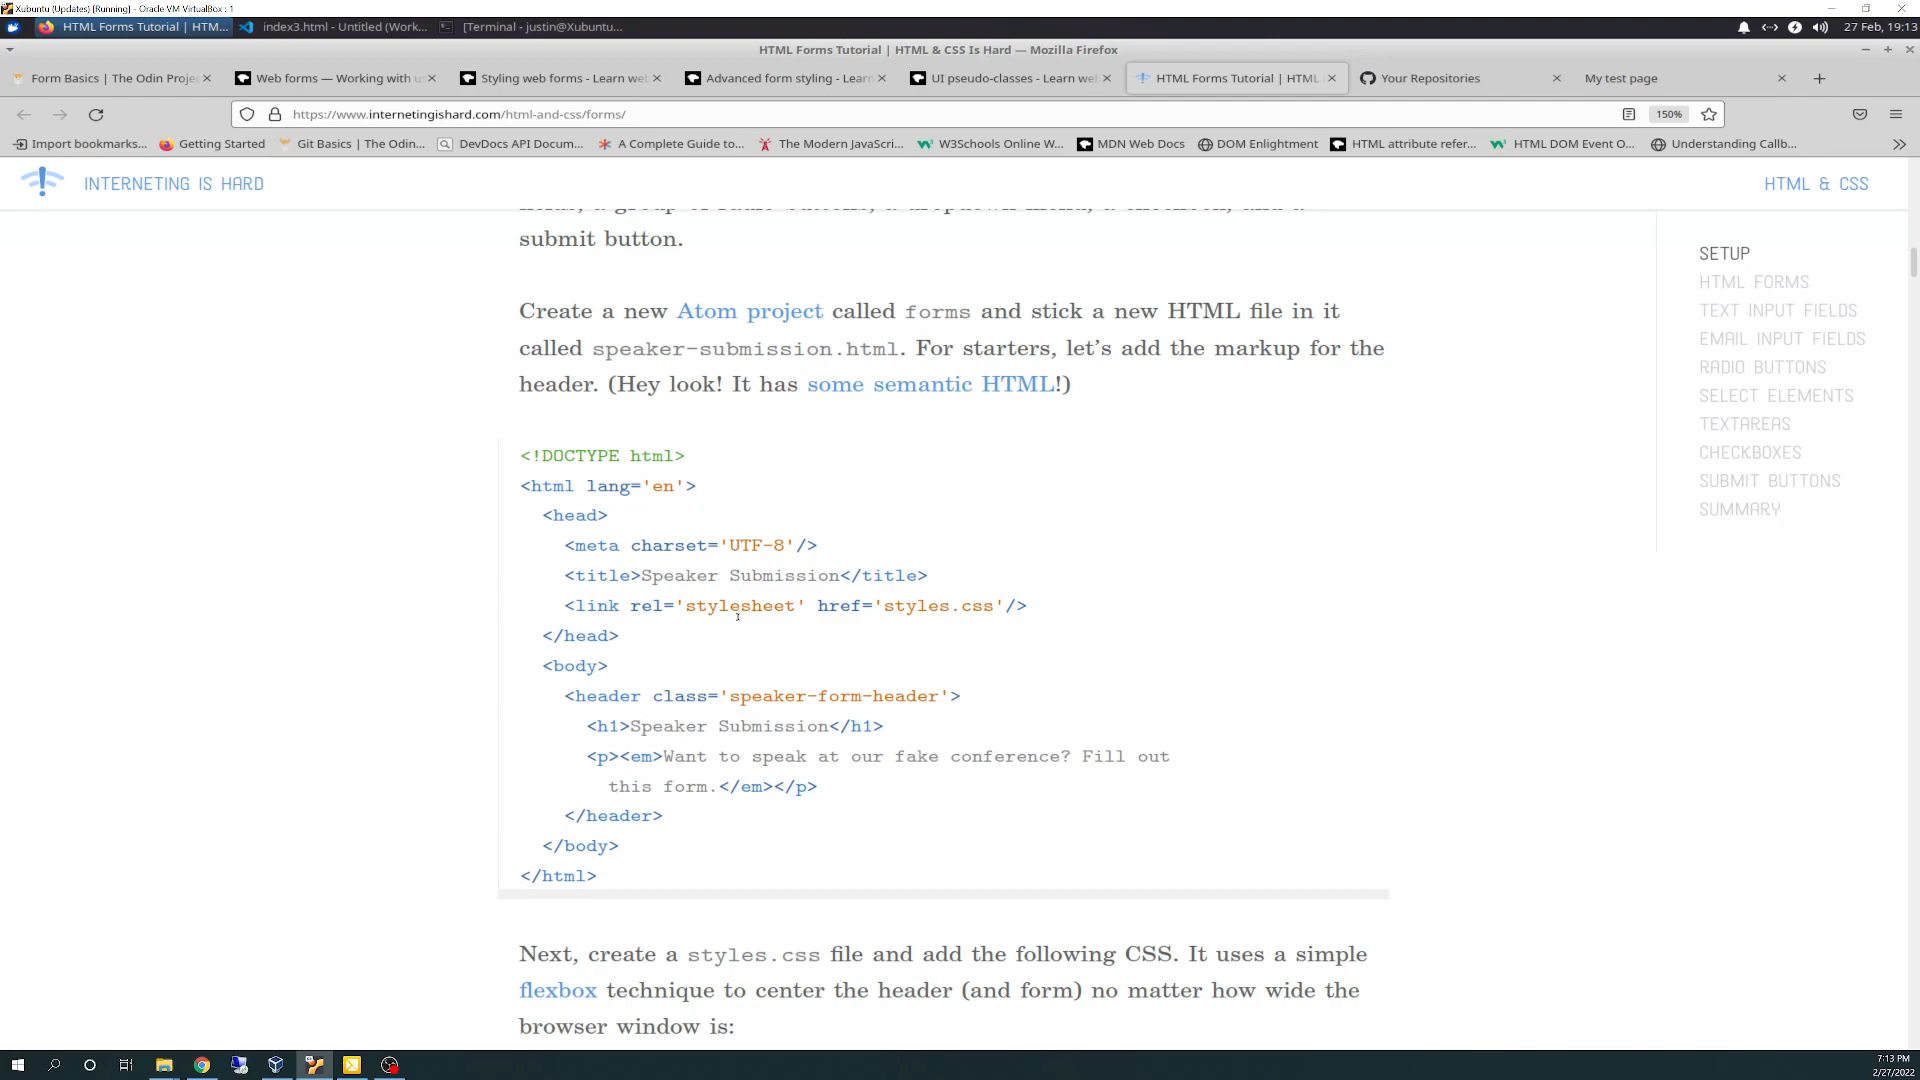 Xubuntu (Updates) [Running] - Oracle VM VirtualBox : 1
HTML Forms Tutorial | HTM...
index3.html - Untitled (Work...
[Terminal - justin@Xubuntu...
27 Feb, 19:13
HTML Forms Tutorial | HTML & CSS Is Hard — Mozilla Firefox
Form Basics | The Odin Proje
Web forms — Working with us
Styling web forms - Learn web
Advanced form styling - Learn
UI pseudo-classes - Learn web
HTML Forms Tutorial | HTML
Your Repositories
My test page
https://www.internetingishard.com/html-and-css/forms/
150%
Import bookmarks...
Getting Started
Git Basics | The Odin...
DevDocs API Docum...
A Complete Guide to...
The Modern JavaScri...
W3Schools Online W...
MDN Web Docs
DOM Enlightment
HTML attribute refer...
HTML DOM Event O...
Understanding Callb...
INTERNETING IS HARD
HTML & CSS
submit button.
Create a new Atom project called forms and stick a new HTML file in it
called speaker-submission.html. For starters, let’s add the markup for the
header. (Hey look! It has some semantic HTML!)
<!DOCTYPE html>
<html lang='en'>
<head>
<meta charset='UTF-8'/>
<title>Speaker Submission</title>
<link rel='stylesheet' href='styles.css'/>
</head>
<body>
<header class='speaker-form-header'>
<h1>Speaker Submission</h1>
<p><em>Want to speak at our fake conference? Fill out
this form.</em></p>
</header>
</body>
</html>
Next, create a styles.css file and add the following CSS. It uses a simple
flexbox technique to center the header (and form) no matter how wide the
browser window is:
SETUP
HTML FORMS
TEXT INPUT FIELDS
EMAIL INPUT FIELDS
RADIO BUTTONS
SELECT ELEMENTS
TEXTAREAS
CHECKBOXES
SUBMIT BUTTONS
SUMMARY
7:13 PM
2/27/2022